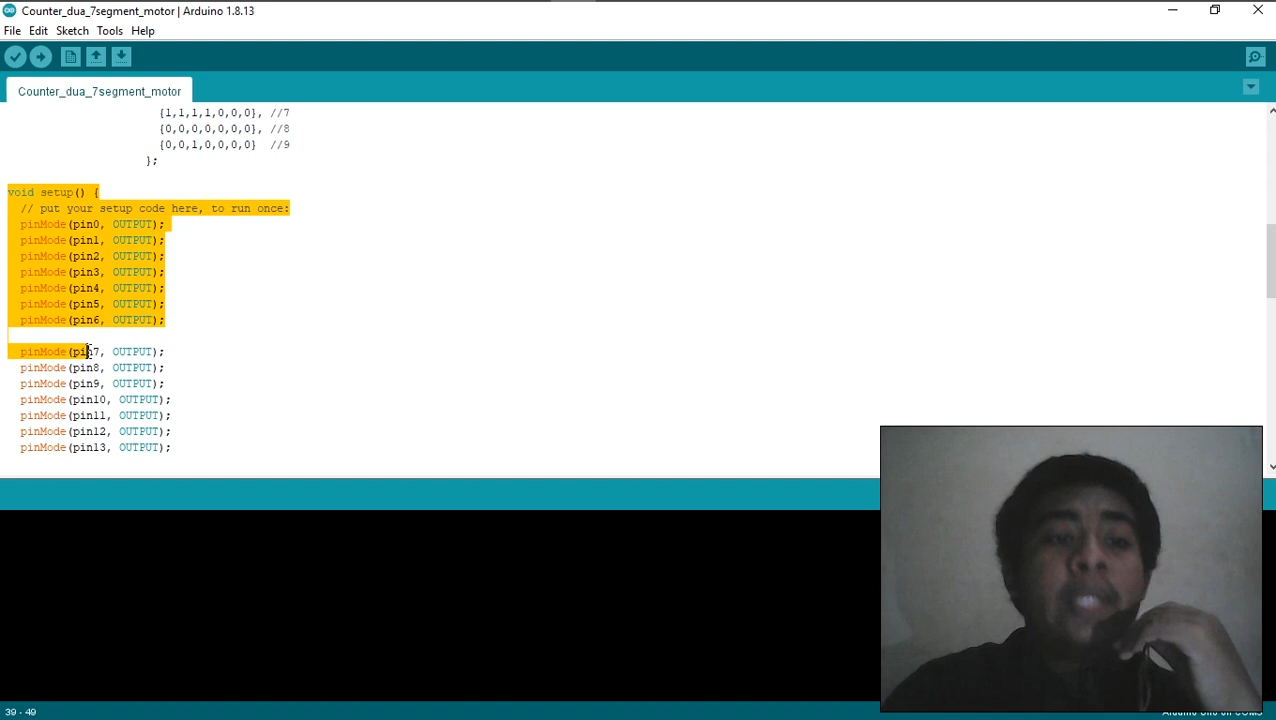 Counter_dua_7segment_motor | Arduino 1.8.13
File Edit Sketch Tools Help
Counter_dua_7segment_motor
{1,1,1,1,0,0,0}, //7
{0,0,0,0,0,0,0}, //8
{0,0,1,0,0,0,0} //9
};
void setup() {
// put your setup code here, to run once:
pinMode(pin0, OUTPUT);
pinMode(pin1, OUTPUT);
pinMode(pin2, OUTPUT);
pinMode(pin3, OUTPUT);
pinMode(pin4, OUTPUT);
pinMode(pin5, OUTPUT);
pinMode(pin6, OUTPUT);
pinMode(pin7, OUTPUT);
pinMode(pin8, OUTPUT);
pinMode(pin9, OUTPUT);
pinMode(pin10, OUTPUT);
pinMode(pin11, OUTPUT);
pinMode(pin12, OUTPUT);
pinMode(pin13, OUTPUT);
39 - 49